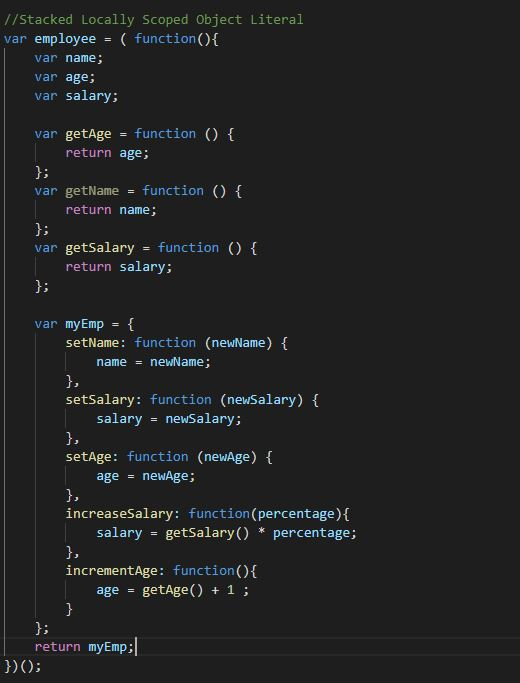 //Stacked Locally Scoped Object Literal
var employee = ( function(){
    var name;
    var age;
    var salary;

    var getAge = function () {
        return age;
    };
    var getName = function () {
        return name;
    };
    var getSalary = function () {
        return salary;
    };

    var myEmp = {
        setName: function (newName) {
            name = newName;
        },
        setSalary: function (newSalary) {
            salary = newSalary;
        },
        setAge: function (newAge) {
            age = newAge;
        },
        increaseSalary: function(percentage){
            salary = getSalary() * percentage;
        },
        incrementAge: function(){
            age = getAge() + 1 ;
        }
    };
    return myEmp;
})();